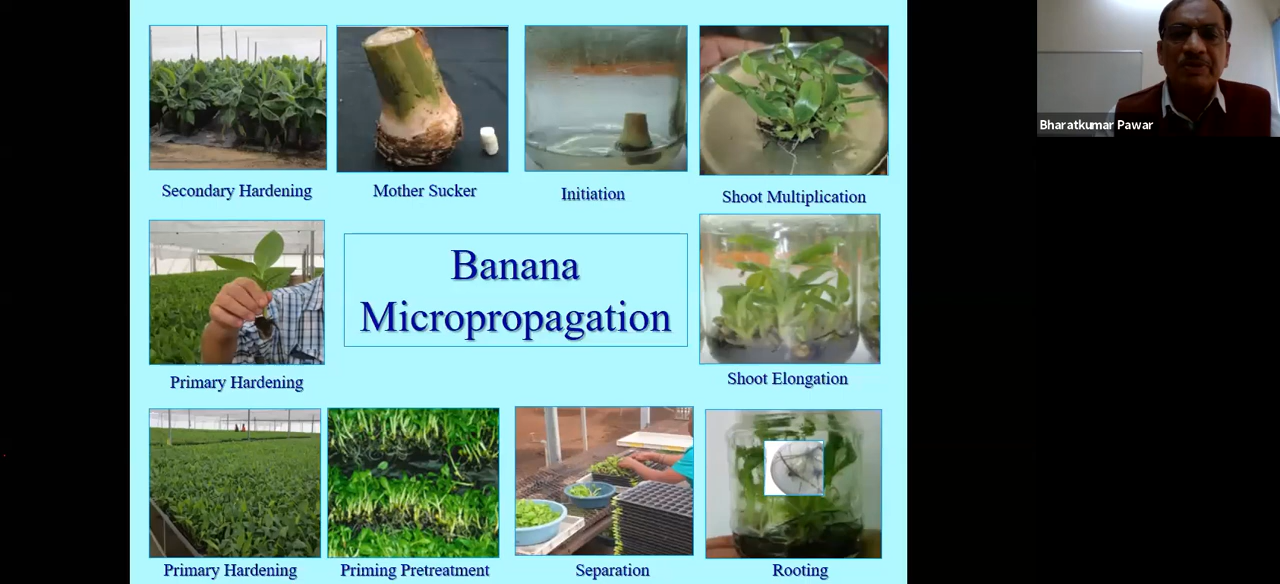 Secondary Hardening
Mother Sucker
Initiation
Shoot Multiplication
Bharatkumar Pawar
Banana
Micropropagation
Primary Hardening
Shoot Elongation
Primary Hardening
Priming Pretreatment
Separation
Rooting